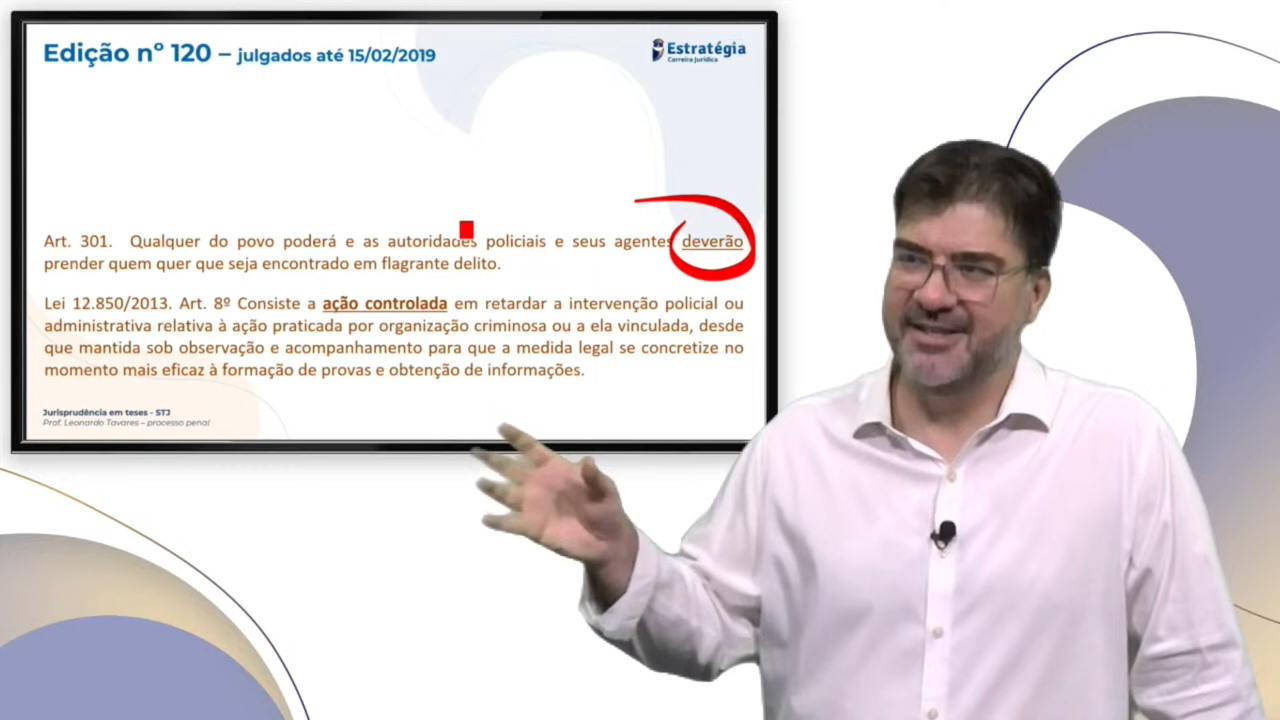 Edição nº 120 – julgados até 15/02/2019
Estratégia
Carreira Jurídica
Art. 301. Qualquer do povo poderá e as autoridades policiais e seus agentes deverão
prender quem quer que seja encontrado em flagrante delito.
Lei 12.850/2013. Art. 8º Consiste a ação controlada em retardar a intervenção policial ou
administrativa relativa à ação praticada por organização criminosa ou a ela vinculada, desde
que mantida sob observação e acompanhamento para que a medida legal se concretize no
momento mais eficaz à formação de provas e obtenção de informações.
Jurisprudência em teses - STJ
Prof. Leonardo Tavares – processo penal